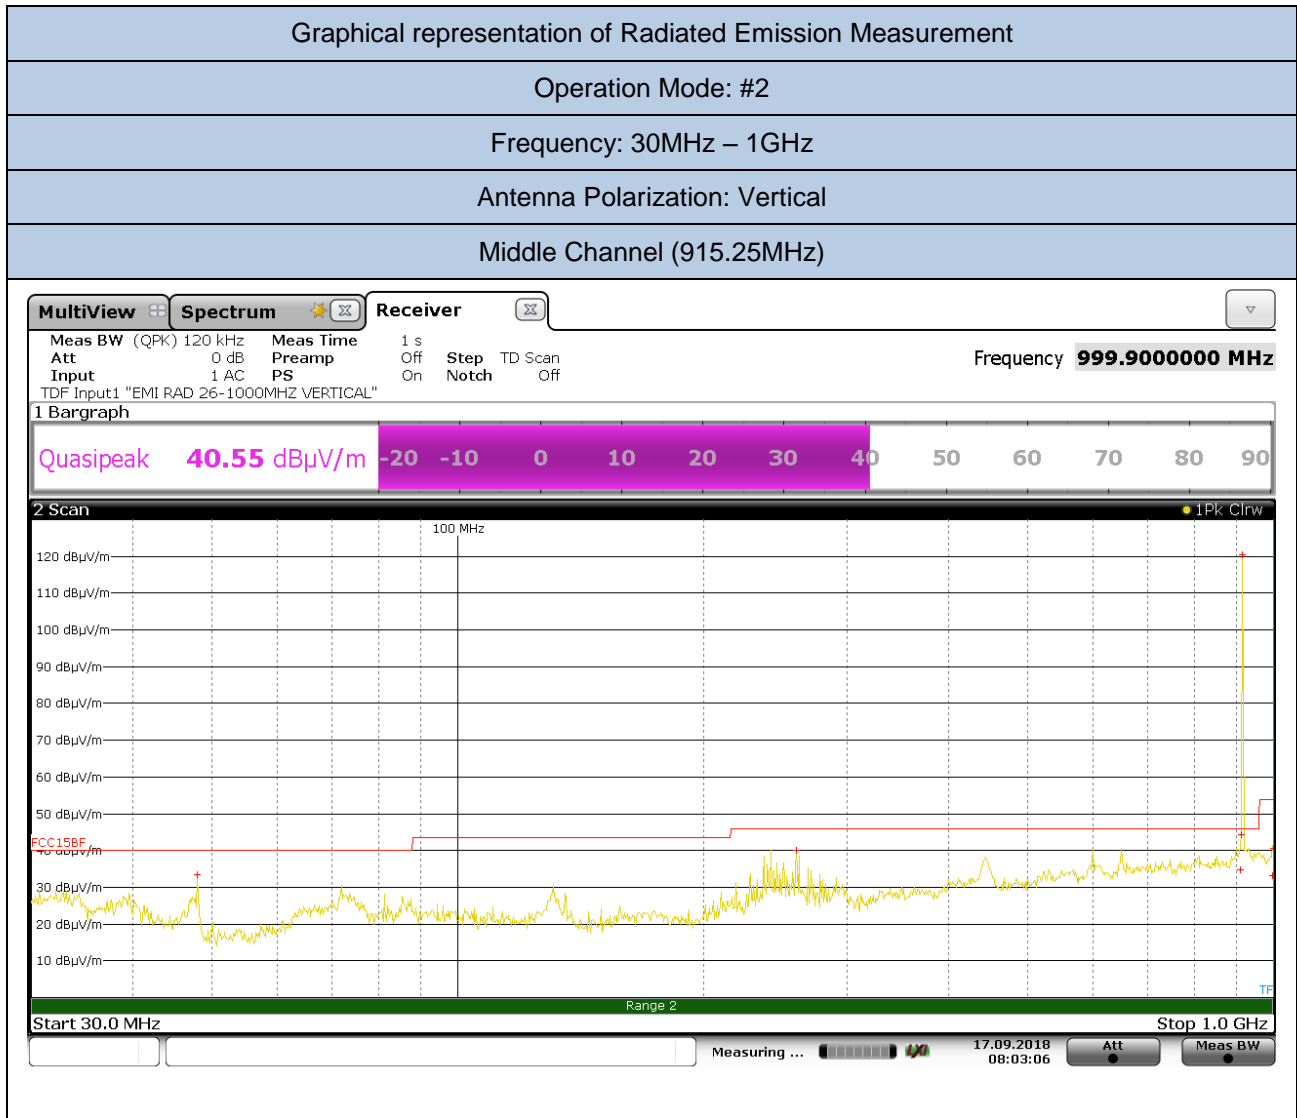 Graphical representation of Radiated Emission Measurement
Operation Mode: #2
Frequency: 30MHz – 1GHz
Antenna Polarization: Vertical
Middle Channel (915.25MHz)
MultiView Spectrum Receiver
Meas BW (QPK) 120 kHz Meas Time 1 s
Att 0 dB Preamp Off Step TD Scan
Input 1 AC PS On Notch Off
Frequency 999.9000000 MHz
TDF Input1 "EMI RAD 26-1000MHZ VERTICAL"
1 Bargraph
Quasipeak 40.55 dBµV/m -20 -10 0 10 20 30 40 50 60 70 80 90
2 Scan 1Pk Clrw
100 MHz
120 dBµV/m
110 dBµV/m
100 dBµV/m
90 dBµV/m
80 dBµV/m
70 dBµV/m
60 dBµV/m
50 dBµV/m
FCC15BF
40 dBµV/m
30 dBµV/m
20 dBµV/m
10 dBµV/m
TF
Range 2
Start 30.0 MHz Stop 1.0 GHz
Measuring ... LXI 17.09.2018 Att Meas BW
08:03:06